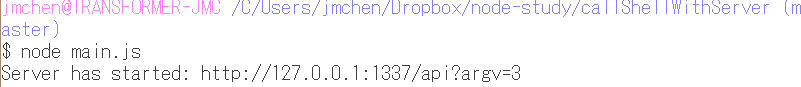 jmchen@TRANSFORMER-JMC /C/Users/jmchen/Dropbox/node-study/callShellWithServer (m
aster)
$ node main.js
Server has started: http://127.0.0.1:1337/api?argv=3